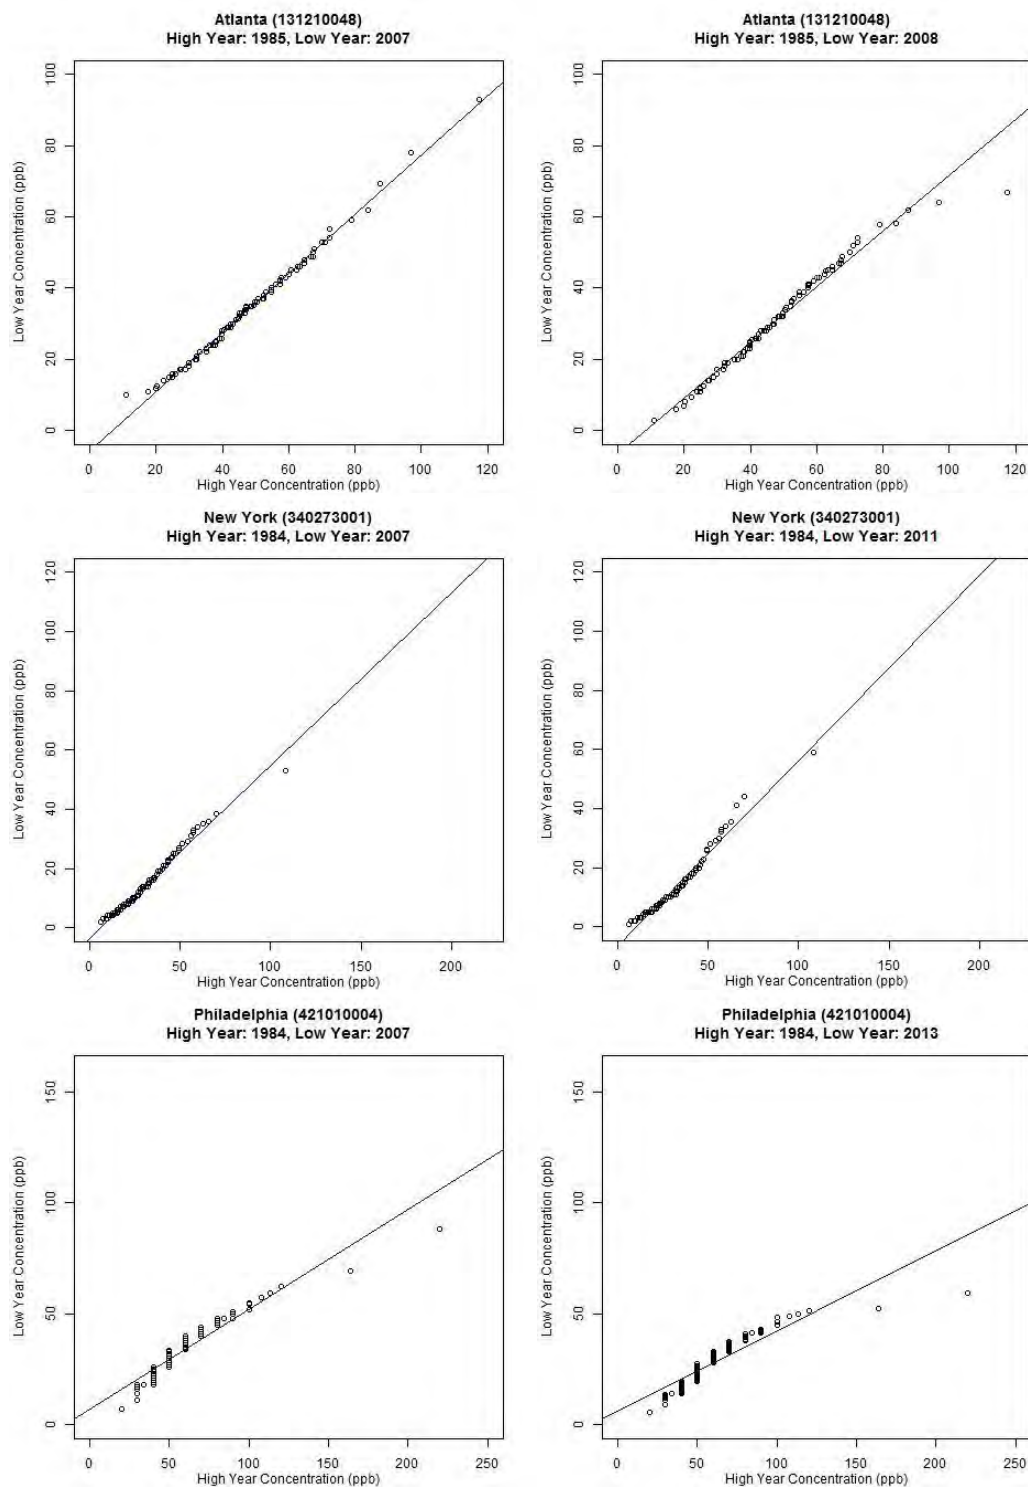 Atlanta (131210048)
High Year: 1985, Low Year: 2007
Low Year Concentration (ppb)
100
80
60
40
20
0
0 20 40 60 80 100 120
High Year Concentration (ppb)
Atlanta (131210048)
High Year: 1985, Low Year: 2008
Low Year Concentration (ppb)
100
80
60
40
20
0
0 20 40 60 80 100 120
High Year Concentration (ppb)
New York (340273001)
High Year: 1984, Low Year: 2007
Low Year Concentration (ppb)
120
100
80
60
40
20
0
0 50 100 150 200
High Year Concentration (ppb)
New York (340273001)
High Year: 1984, Low Year: 2011
Low Year Concentration (ppb)
120
100
80
60
40
20
0
0 50 100 150 200
High Year Concentration (ppb)
Philadelphia (421010004)
High Year: 1984, Low Year: 2007
Low Year Concentration (ppb)
150
100
50
0
0 50 100 150 200 250
High Year Concentration (ppb)
Philadelphia (421010004)
High Year: 1984, Low Year: 2013
Low Year Concentration (ppb)
150
100
50
0
0 50 100 150 200 250
High Year Concentration (ppb)